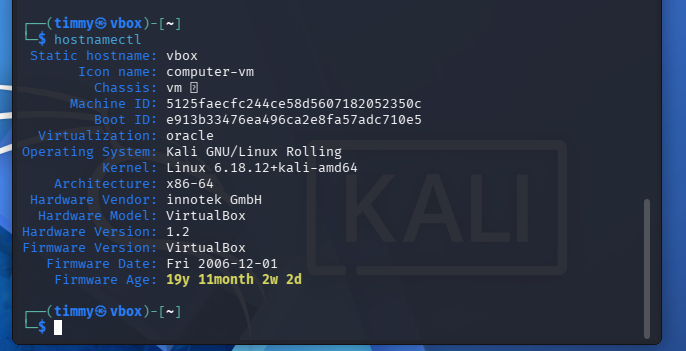 ┌──(timmy㉿vbox)-[~]
└─$ hostnamectl
Static hostname: vbox
Icon name: computer-vm
Chassis: vm
Machine ID: 5125faecfc244ce58d5607182052350c
Boot ID: e913b33476ea496ca2e8fa57adc710e5
Virtualization: oracle
Operating System: Kali GNU/Linux Rolling
Kernel: Linux 6.18.12+kali-amd64
Architecture: x86-64
Hardware Vendor: innotek GmbH
Hardware Model: VirtualBox
Hardware Version: 1.2
Firmware Version: VirtualBox
Firmware Date: Fri 2006-12-01
Firmware Age: 19y 11month 2w 2d
┌──(timmy㉿vbox)-[~]
└─$
KALI